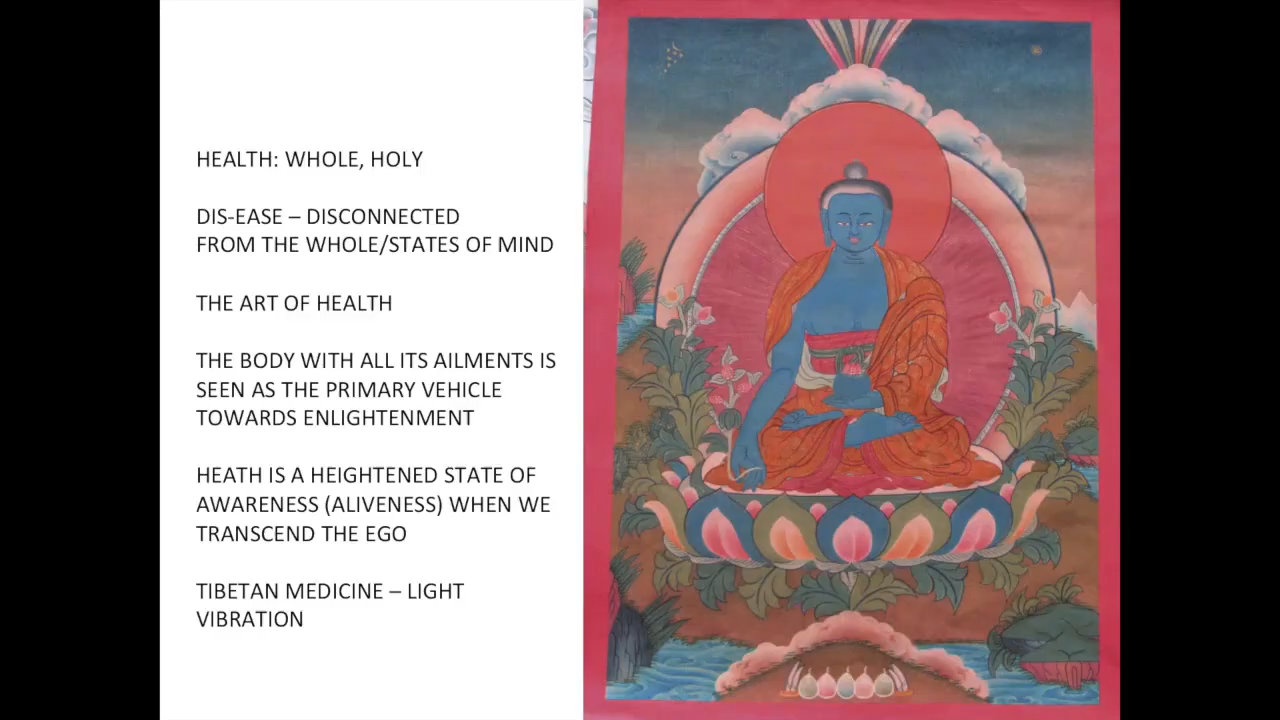 HEALTH: WHOLE, HOLY
DIS-EASE – DISCONNECTED
FROM THE WHOLE/STATES OF MIND
THE ART OF HEALTH
THE BODY WITH ALL ITS AILMENTS IS
SEEN AS THE PRIMARY VEHICLE
TOWARDS ENLIGHTENMENT
HEATH IS A HEIGHTENED STATE OF
AWARENESS (ALIVENESS) WHEN WE
TRANSCEND THE EGO
TIBETAN MEDICINE – LIGHT
VIBRATION